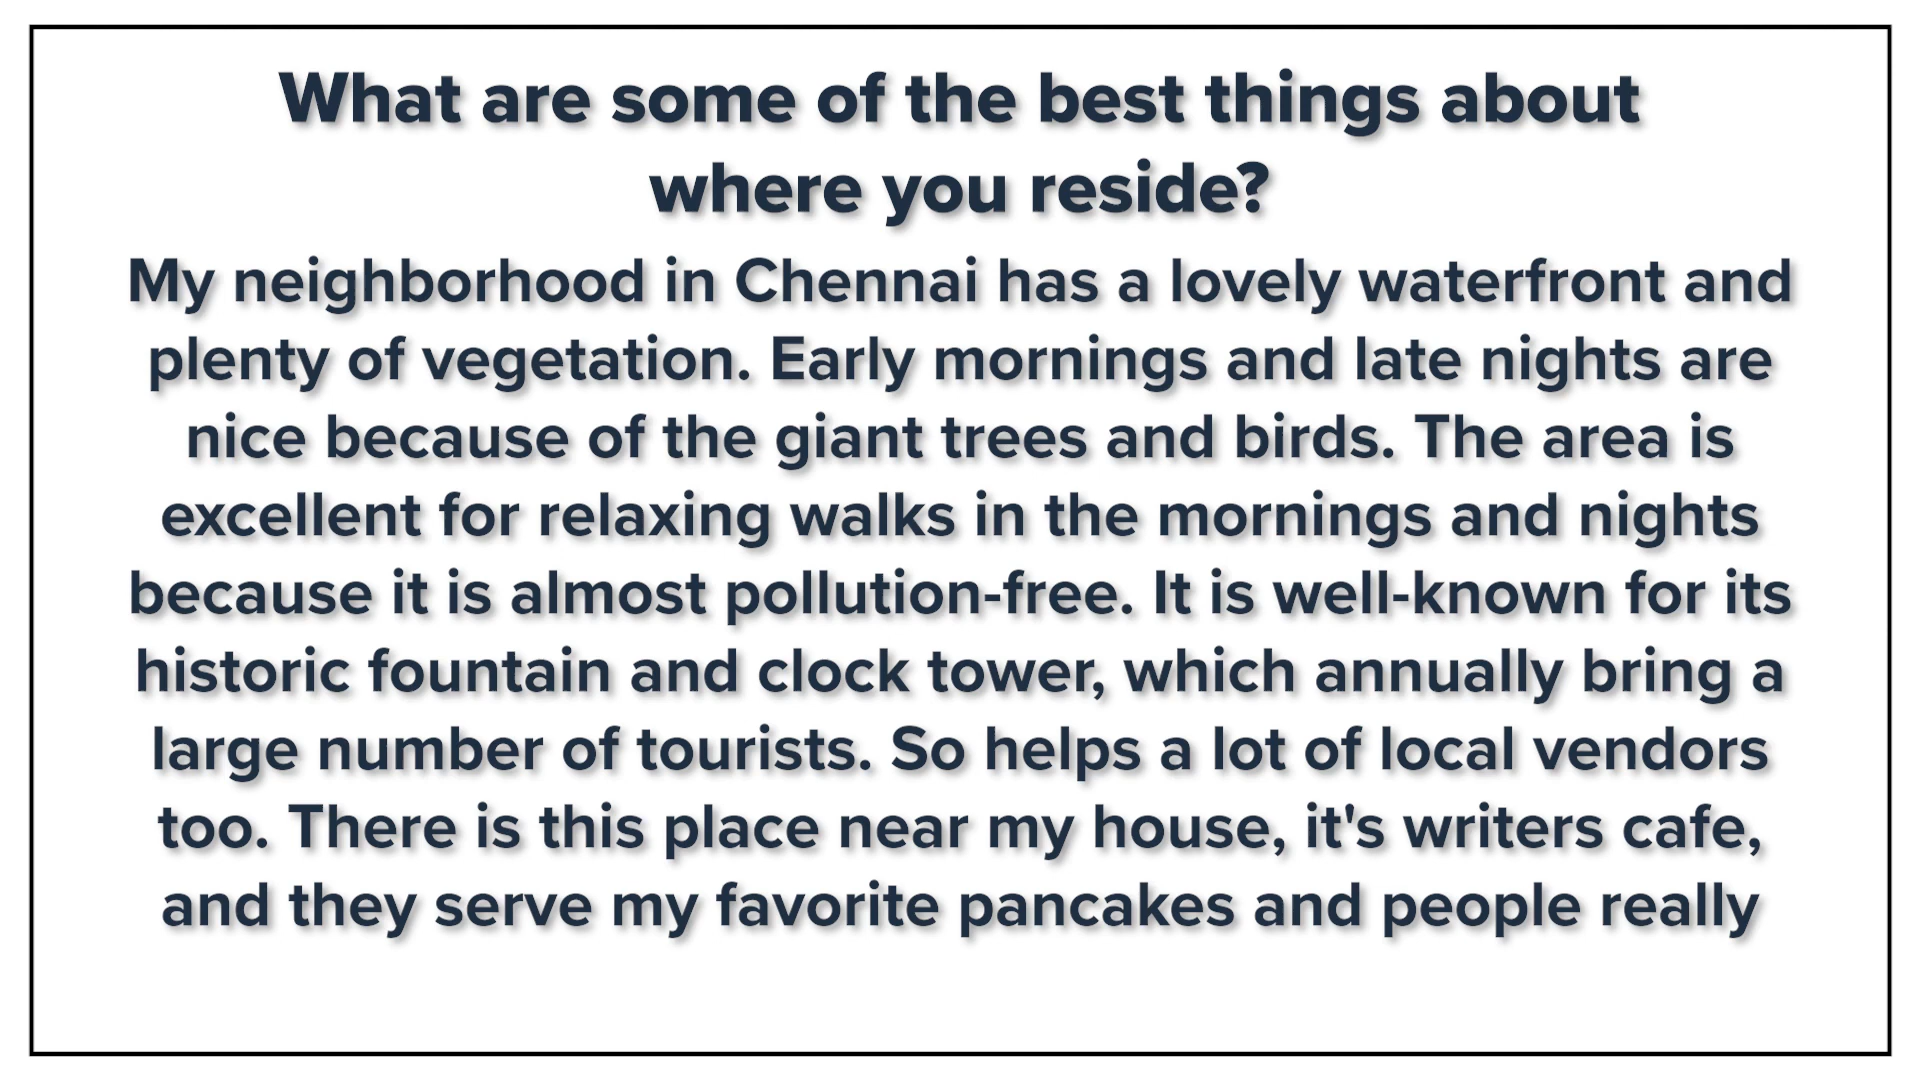 What are some of the best things about
where you reside?
My neighborhood in Chennai has a lovely waterfront and
plenty of vegetation. Early mornings and late nights are
nice because of the giant trees and birds. The area is
excellent for relaxing walks in the mornings and nights
because it is almost pollution-free. It is well-known for its
historic fountain and clock tower, which annually bring a
large number of tourists. So helps a lot of local vendors
too. There is this place near my house, it's writers cafe,
and they serve my favorite pancakes and people really